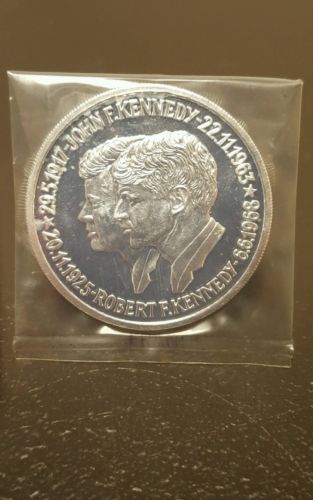 ★ 29.5.1917-JOHN F. KENNEDY-22.11.1963 ★
20.11.1925-ROBERT F. KENNEDY-6.6.1968